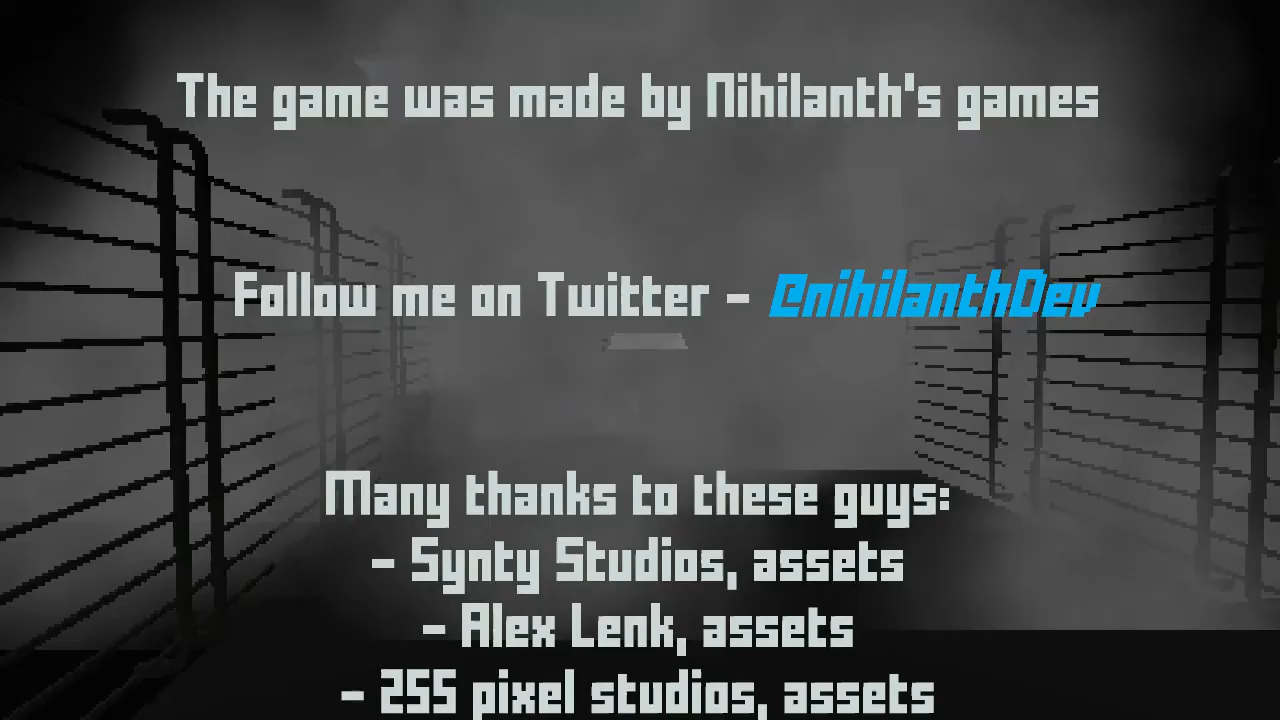 The game was made by Nihilanth's games
Follow me on Twitter - @nihilanthDev
Many thanks to these guys:
- Synty Studios, assets
- Alex Lenk, assets
- 255 pixel studios, assets